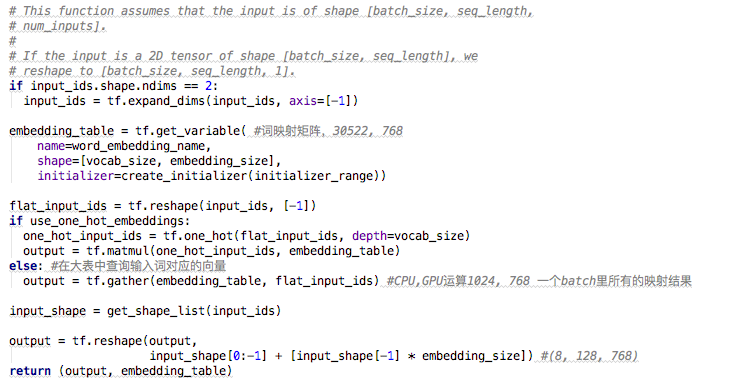 # This function assumes that the input is of shape [batch_size, seq_length,
# num_inputs].
#
# If the input is a 2D tensor of shape [batch_size, seq_length], we
# reshape to [batch_size, seq_length, 1].
if input_ids.shape.ndims == 2:
  input_ids = tf.expand_dims(input_ids, axis=[-1])

embedding_table = tf.get_variable( #词映射矩阵，30522, 768
    name=word_embedding_name,
    shape=[vocab_size, embedding_size],
    initializer=create_initializer(initializer_range))

flat_input_ids = tf.reshape(input_ids, [-1])
if use_one_hot_embeddings:
  one_hot_input_ids = tf.one_hot(flat_input_ids, depth=vocab_size)
  output = tf.matmul(one_hot_input_ids, embedding_table)
else: #在大表中查询输入词对应的向量
  output = tf.gather(embedding_table, flat_input_ids) #CPU,GPU运算1024, 768 一个batch里所有的映射结果

input_shape = get_shape_list(input_ids)

output = tf.reshape(output,
                    input_shape[0:-1] + [input_shape[-1] * embedding_size]) #(8, 128, 768)
return (output, embedding_table)